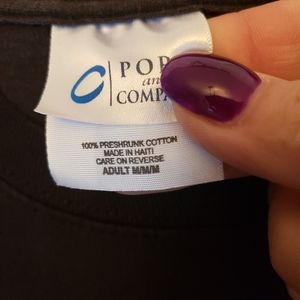 POR
an
COMPA
100% PRESHRUNK COTTON
MADE IN HAITI
CARE ON REVERSE
ADULT M/M/M